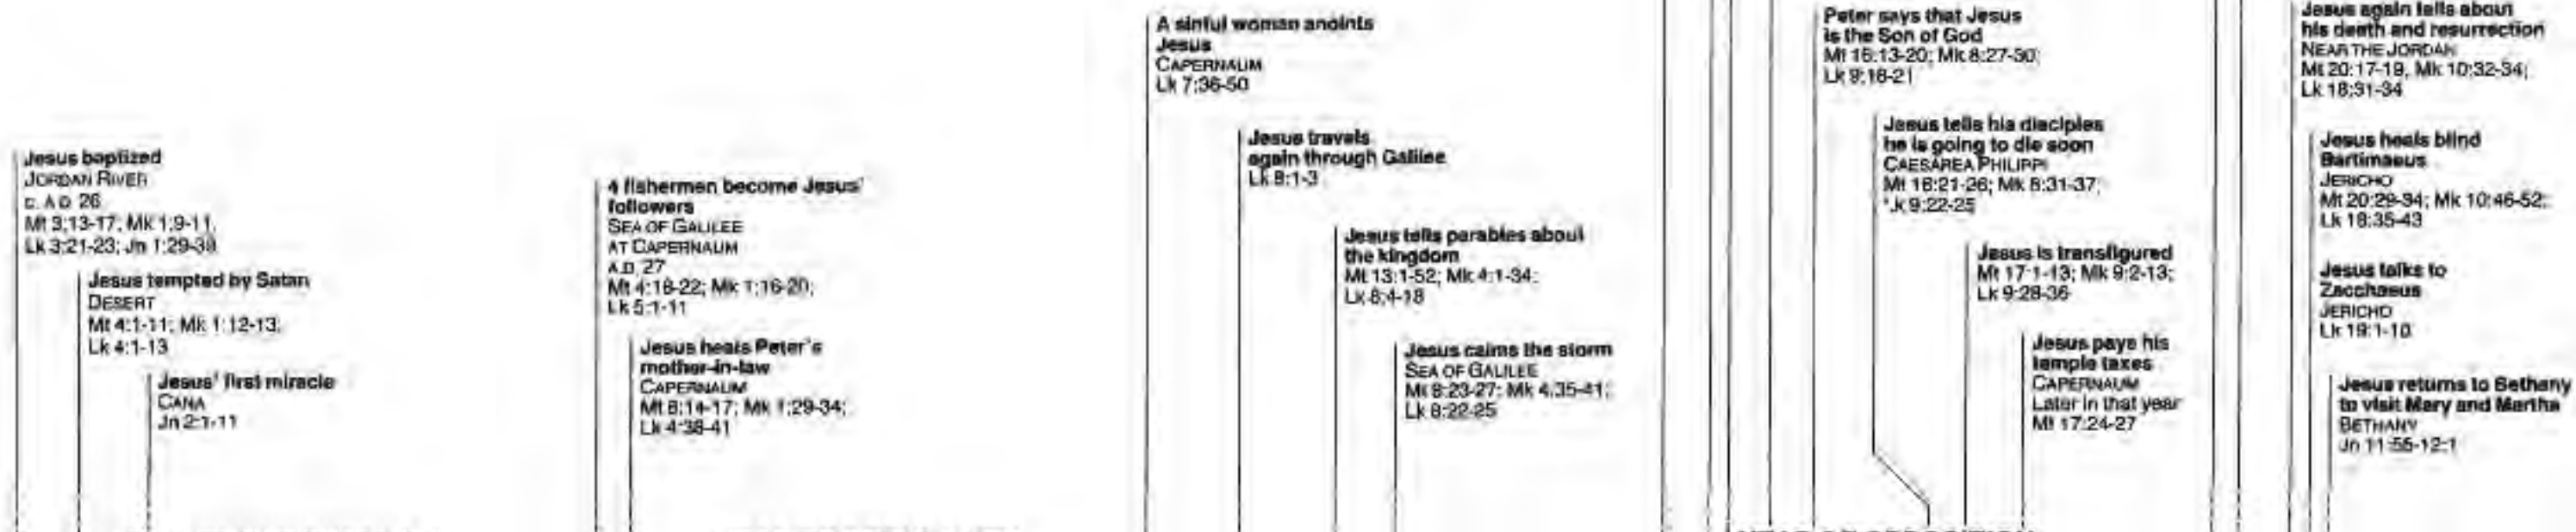 Jesus baptized
JORDAN RIVER
c. A.D. 26
Mt 3:13-17; Mk 1:9-11,
Lk 3:21-23; Jn 1:29-39
Jesus tempted by Satan
DESERT
Mt 4:1-11; Mk 1:12-13;
Lk 4:1-13
Jesus' first miracle
CANA
Jn 2:1-11
4 fishermen become Jesus'
followers
SEA OF GALILEE
AT CAPERNAUM
A.D. 27
Mt 4:18-22; Mk 1:16-20;
Lk 5:1-11
Jesus heals Peter's
mother-in-law
CAPERNAUM
Mt 8:14-17; Mk 1:29-34;
Lk 4:38-41
A sinful woman anoints
Jesus
CAPERNAUM
Lk 7:36-50
Jesus travels
again through Galilee
Lk 8:1-3
Jesus tells parables about
the kingdom
Mt 13:1-52; Mk 4:1-34;
Lk 8:4-18
Jesus calms the storm
SEA OF GALILEE
Mt 8:23-27; Mk 4:35-41;
Lk 8:22-25
Peter says that Jesus
is the Son of God
Mt 16:13-20; Mk 8:27-30;
Lk 9:18-21
Jesus tells his disciples
he is going to die soon
CAESAREA PHILIPPI
Mt 16:21-26; Mk 8:31-37;
Lk 9:22-25
Jesus is transfigured
Mt 17:1-13; Mk 9:2-13;
Lk 9:28-36
Jesus pays his
temple taxes
CAPERNAUM
Later in that year
Mt 17:24-27
Jesus again tells about
his death and resurrection
NEAR THE JORDAN
Mt 20:17-19, Mk 10:32-34;
Lk 18:31-34
Jesus heals blind
Bartimaeus
JERICHO
Mt 20:29-34; Mk 10:46-52;
Lk 18:35-43
Jesus talks to
Zacchaeus
JERICHO
Lk 19:1-10
Jesus returns to Bethany
to visit Mary and Martha
BETHANY
Jn 11:55-12:1